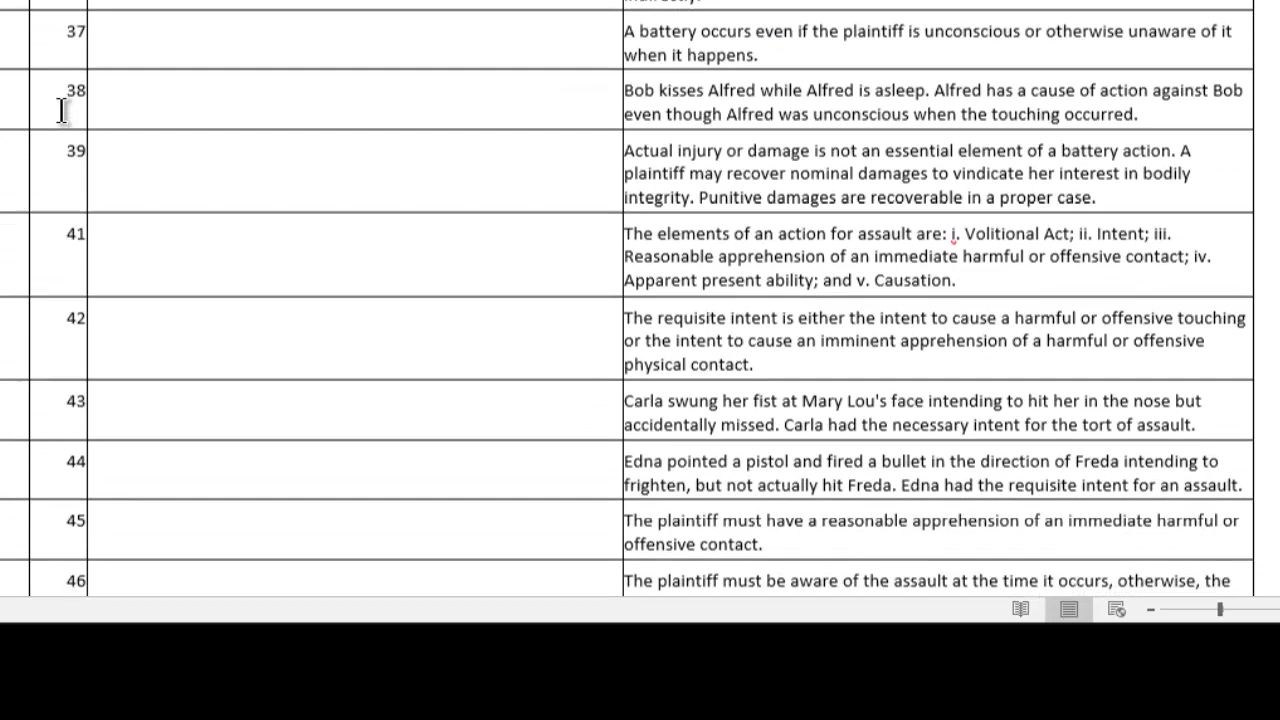 37
A battery occurs even if the plaintiff is unconscious or otherwise unaware of it
when it happens.
38
Bob kisses Alfred while Alfred is asleep. Alfred has a cause of action against Bob
even though Alfred was unconscious when the touching occurred.
39
Actual injury or damage is not an essential element of a battery action. A
plaintiff may recover nominal damages to vindicate her interest in bodily
integrity. Punitive damages are recoverable in a proper case.
41
The elements of an action for assault are: i. Volitional Act; ii. Intent; iii.
Reasonable apprehension of an immediate harmful or offensive contact; iv.
Apparent present ability; and v. Causation.
42
The requisite intent is either the intent to cause a harmful or offensive touching
or the intent to cause an imminent apprehension of a harmful or offensive
physical contact.
43
Carla swung her fist at Mary Lou's face intending to hit her in the nose but
accidentally missed. Carla had the necessary intent for the tort of assault.
44
Edna pointed a pistol and fired a bullet in the direction of Freda intending to
frighten, but not actually hit Freda. Edna had the requisite intent for an assault.
45
The plaintiff must have a reasonable apprehension of an immediate harmful or
offensive contact.
46
The plaintiff must be aware of the assault at the time it occurs, otherwise, the